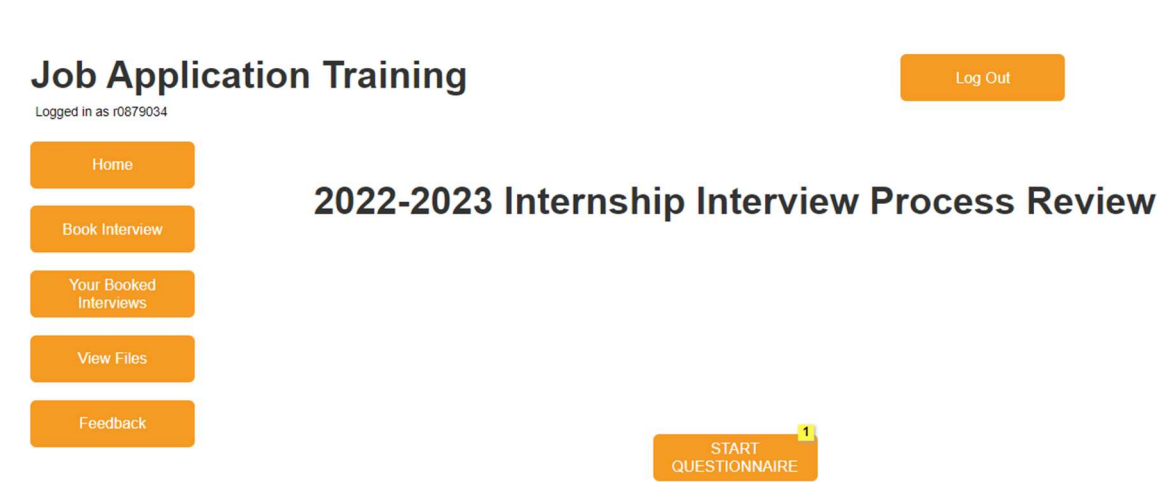 Job Application Training
Log Out
Logged in as r0879034
Home
2022-2023 Internship Interview Process Review
Book Interview
Your Booked
Interviews
View Files
Feedback
1
START
QUESTIONNAIRE